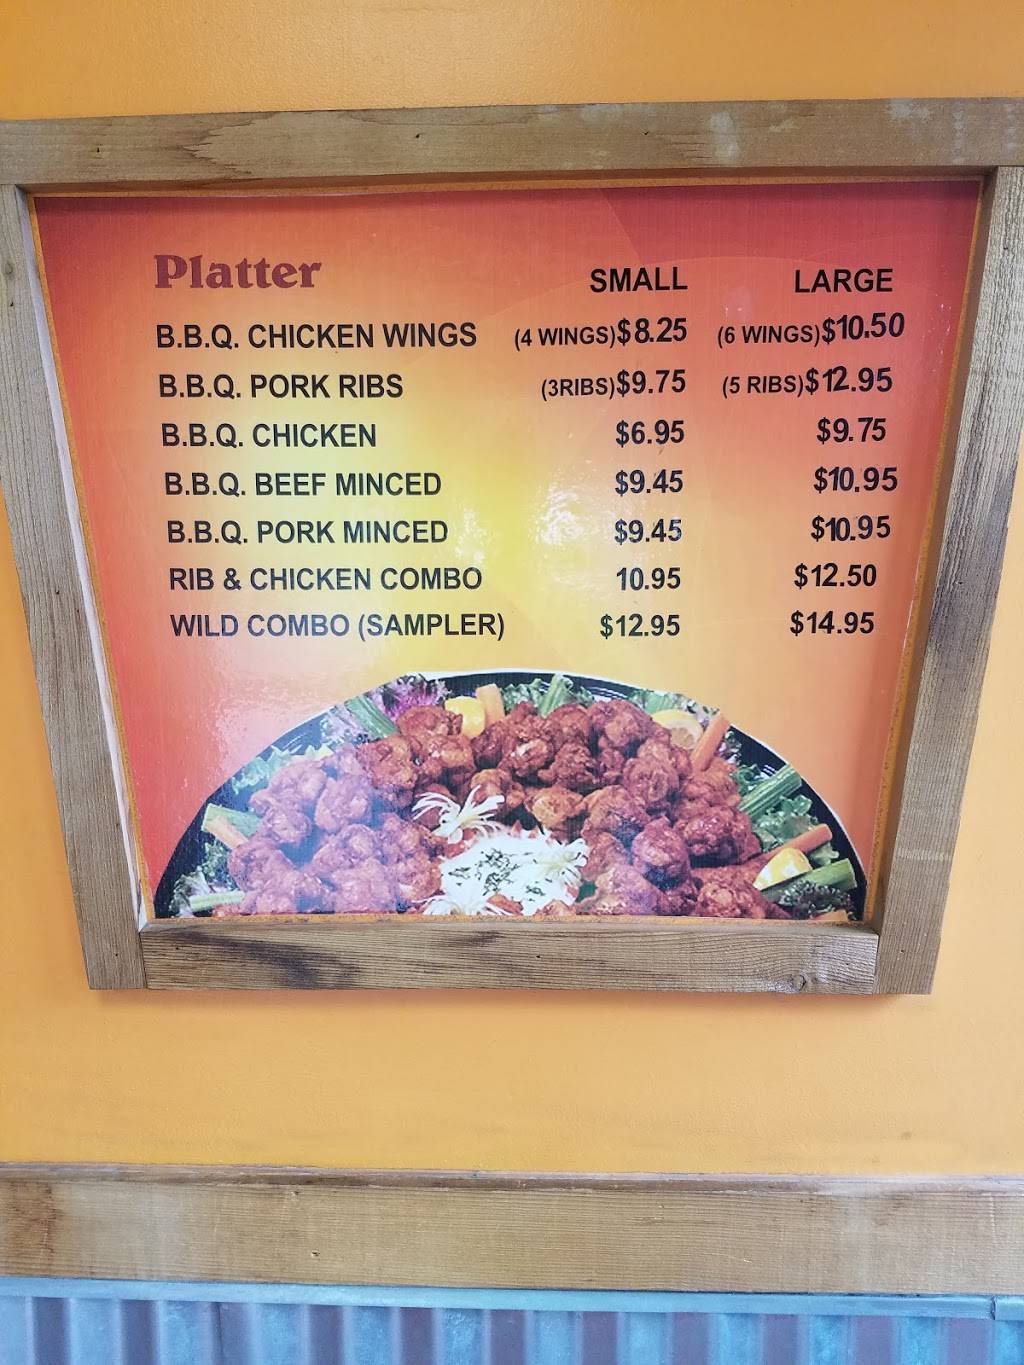 Platter SMALL LARGE
B.B.Q. CHICKEN WINGS (4 WINGS)$8.25 (6 WINGS)$10.50
B.B.Q. PORK RIBS (3RIBS)$9.75 (5 RIBS)$12.95
B.B.Q. CHICKEN $6.95 $9.75
B.B.Q. BEEF MINCED $9.45 $10.95
B.B.Q. PORK MINCED $9.45 $10.95
RIB & CHICKEN COMBO 10.95 $12.50
WILD COMBO (SAMPLER) $12.95 $14.95